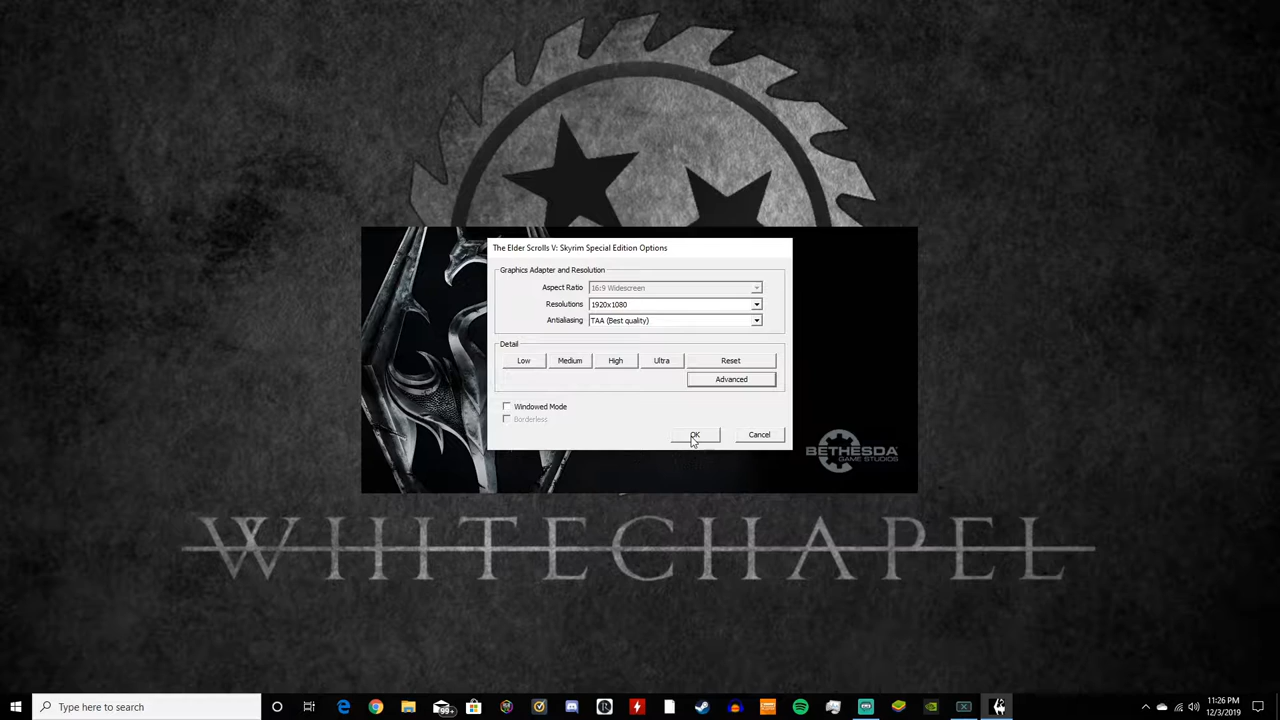 The Elder Scrolls V: Skyrim Special Edition Options
Graphics Adapter and Resolution
Aspect Ratio 16:9 Widescreen
Resolutions 1920x1080
Antialiasing TAA (Best quality)
Detail
Low Medium High Ultra Reset
Advanced
Windowed Mode
Borderless
OK Cancel
BETHESDA
GAME STUDIOS
WHITECHAPEL
Type here to search
99+
11:26 PM
12/3/2019